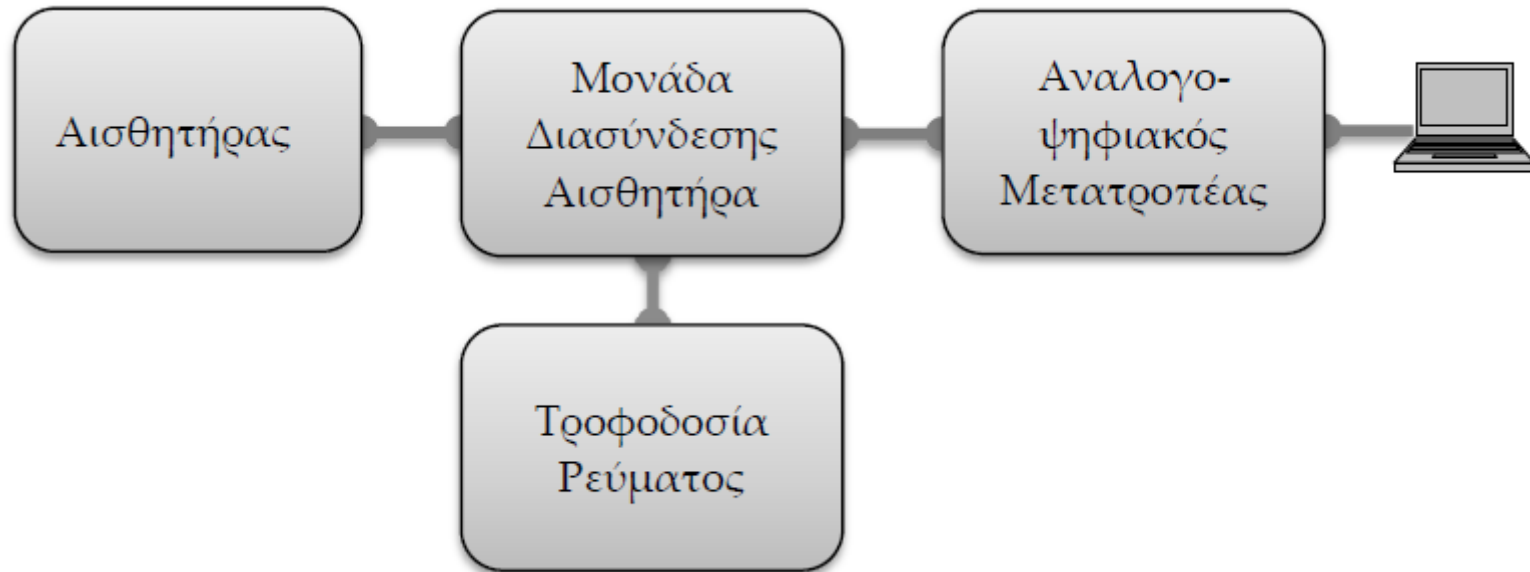 Αισθητήρας
Μονάδα
Διασύνδεσης
Αισθητήρα
Αναλογο-
ψηφιακός
Μετατροπέας
Τροφοδοσία
Ρεύματος